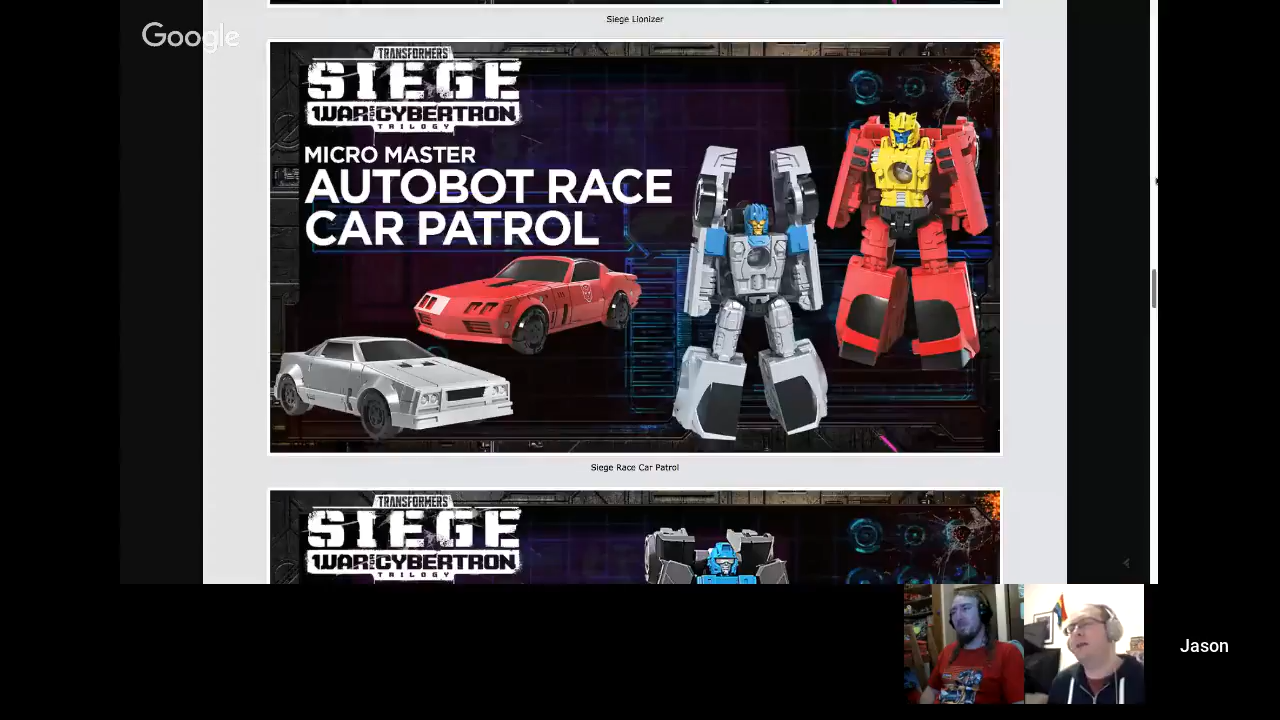 Siege Lionizer
Google
TRANSFORMERS
SIEGE
WAR FOR CYBERTRON
TRILOGY
MICRO MASTER
AUTOBOT RACE
CAR PATROL
Siege Race Car Patrol
TRANSFORMERS
SIEGE
WAR FOR CYBERTRON
TRILOGY
Jason